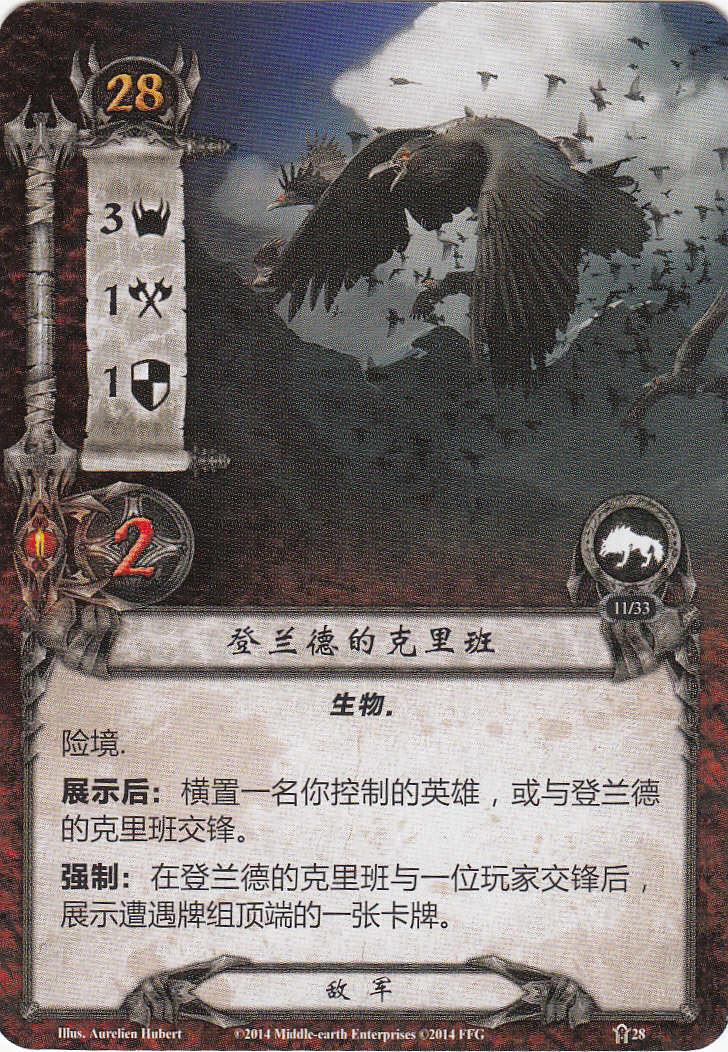 28
3
1
1
2
11/33
登兰德的克里班
生物.
险境.
展示后：横置一名你控制的英雄，或与登兰德
的克里班交锋。
强制：在登兰德的克里班与一位玩家交锋后，
展示遭遇牌组顶端的一张卡牌。
敌军
Illus. Aurelien Hubert ©2014 Middle-earth Enterprises ©2014 FFG 28